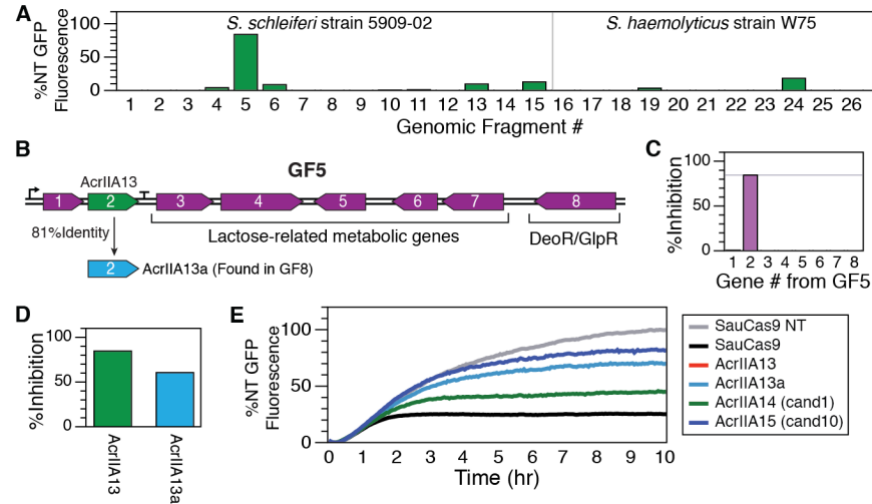 A
S. schleiferi strain 5909-02
S. haemolyticus strain W75
%NT GFP
Fluorescence
100
50
0
1 2 3 4 5 6 7 8 9 10 11 12 13 14 15 16 17 18 19 20 21 22 23 24 25 26
Genomic Fragment #
B
GF5
AcrIIA13
1 2 3 4 5 6 7 8
81%Identity
Lactose-related metabolic genes
DeoR/GlpR
2
AcrIIA13a (Found in GF8)
C
%Inhibition
100
50
0
1 2 3 4 5 6 7 8
Gene # from GF5
D
%Inhibition
100
50
0
AcrIIA13
AcrIIA13a
E
%NT GFP
Fluorescence
100
50
0
0 1 2 3 4 5 6 7 8 9 10
Time (hr)
SauCas9 NT
SauCas9
AcrIIA13
AcrIIA13a
AcrIIA14 (cand1)
AcrIIA15 (cand10)